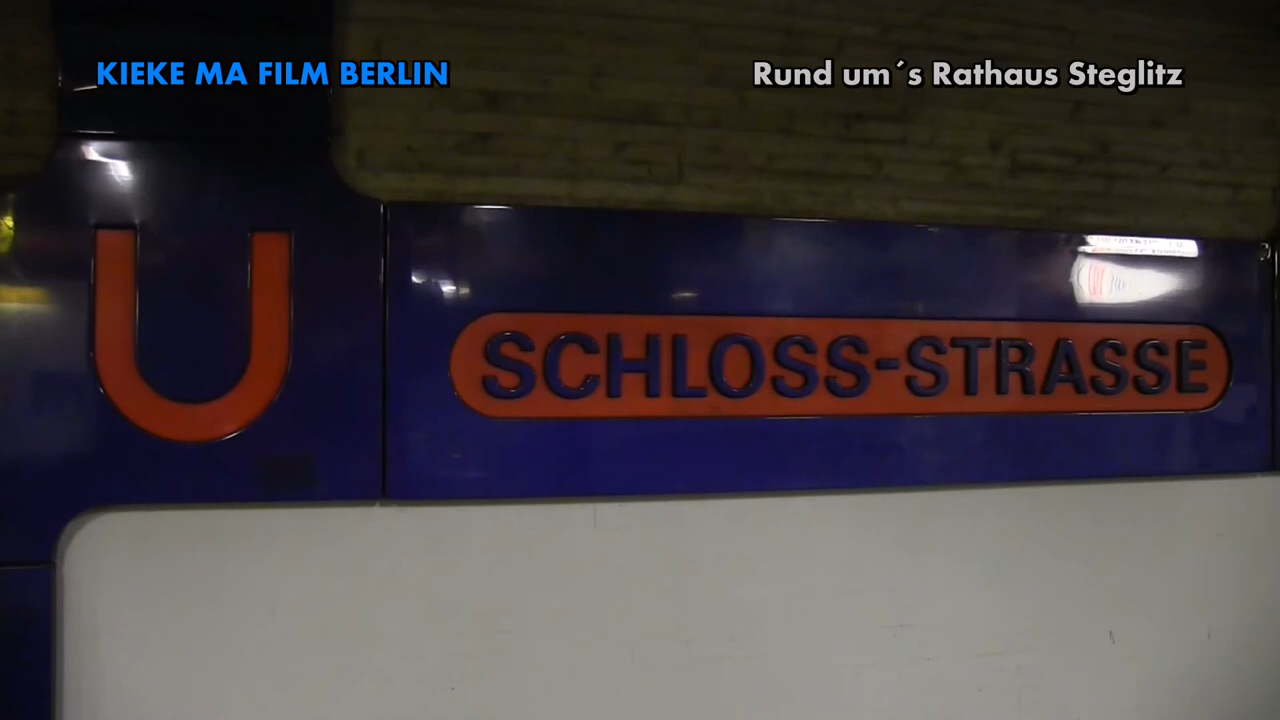 KIEKE MA FILM BERLIN
Rund um´s Rathaus Steglitz
U
SCHLOSS-STRASSE